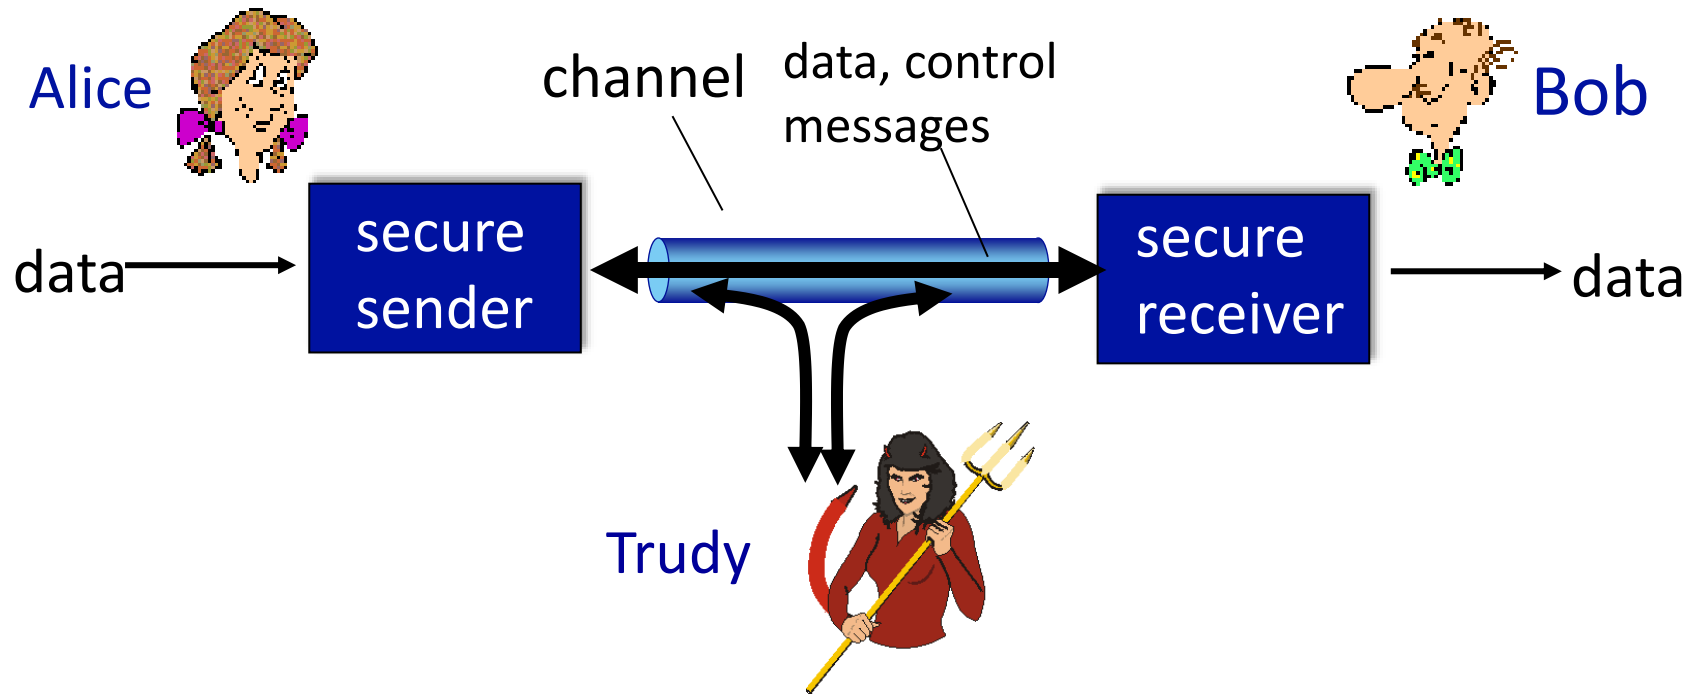 Alice
channel
data, control
messages
Bob
data
secure
sender
secure
receiver
data
Trudy